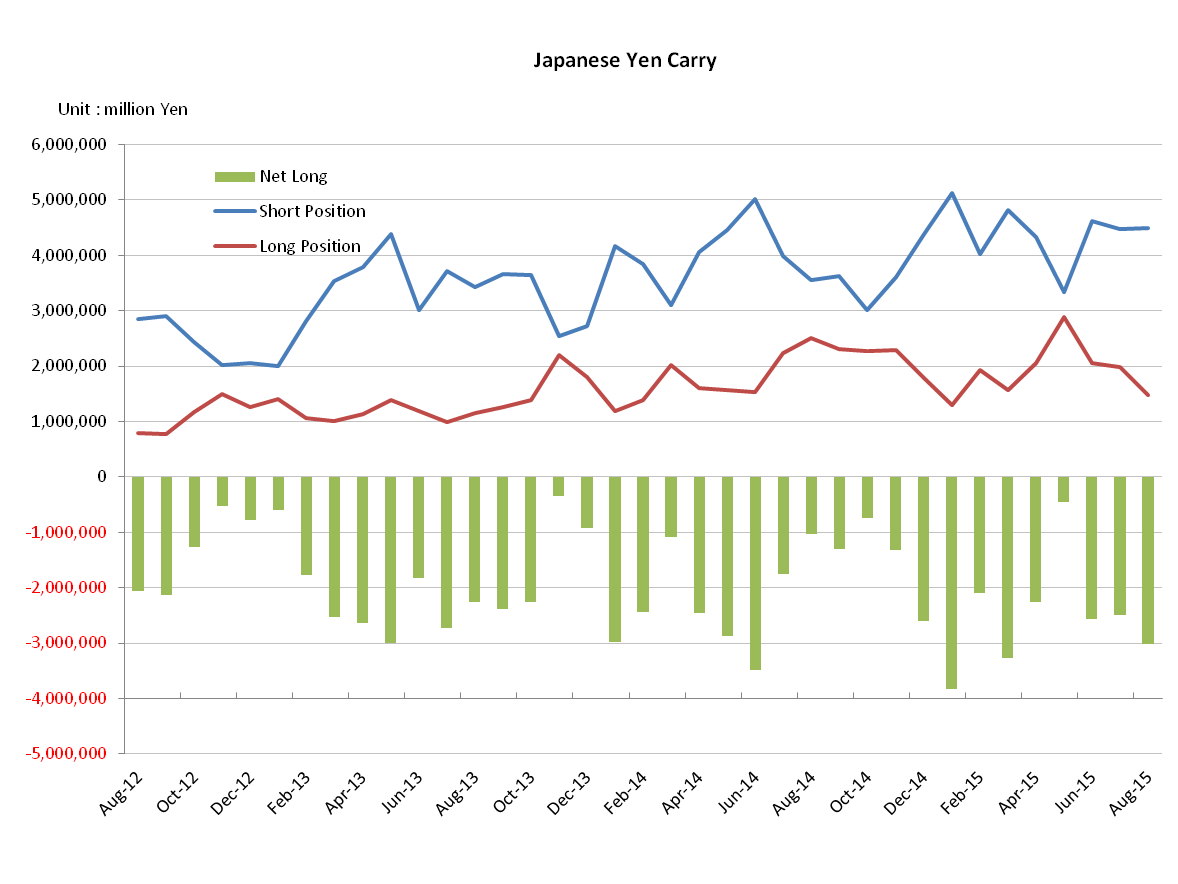 Japanese Yen Carry
Unit : million Yen
6,000,000
5,000,000
4,000,000
3,000,000
2,000,000
1,000,000
0
-1,000,000
-2,000,000
-3,000,000
-4,000,000
-5,000,000
Net Long
Short Position
Long Position
Aug-12
Oct-12
Dec-12
Feb-13
Apr-13
Jun-13
Aug-13
Oct-13
Dec-13
Feb-14
Apr-14
Jun-14
Aug-14
Oct-14
Dec-14
Feb-15
Apr-15
Jun-15
Aug-15